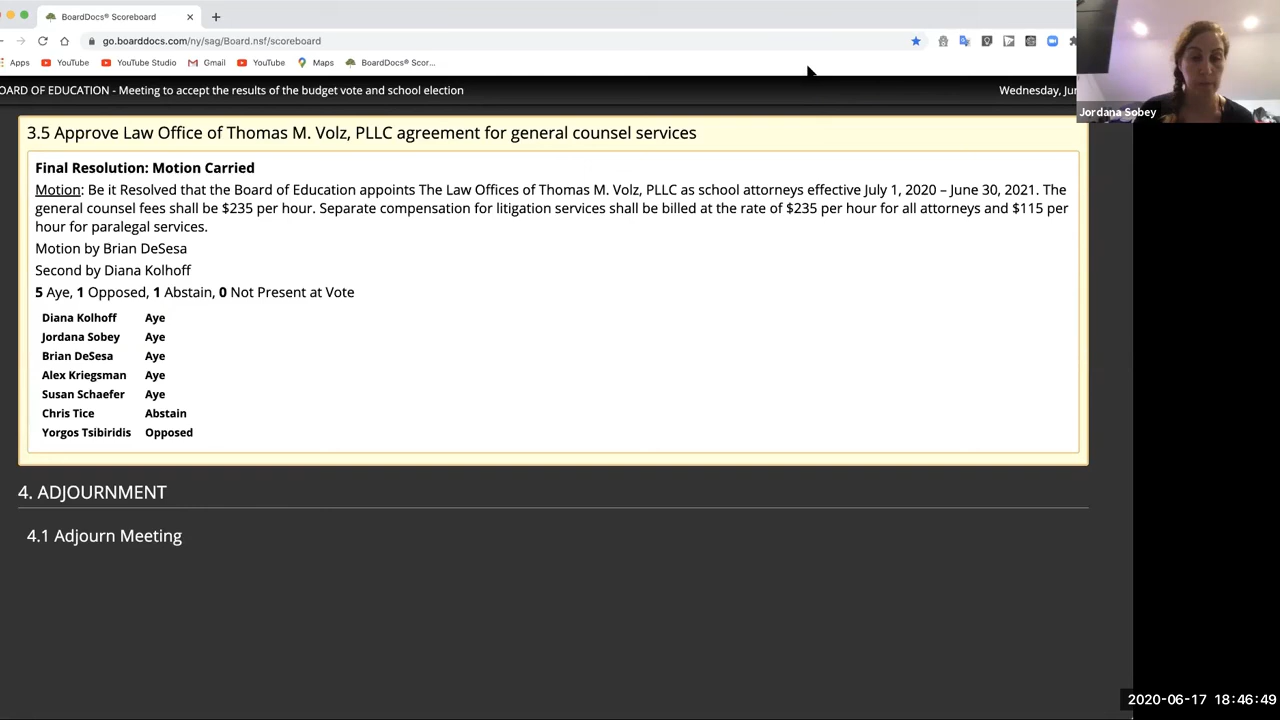 BoardDocs® Scoreboard
go.boarddocs.com/ny/sag/Board.nsf/scoreboard
Apps YouTube YouTube Studio Gmail YouTube Maps BoardDocs® Scor...
OARD OF EDUCATION - Meeting to accept the results of the budget vote and school election Wednesday, Jun
Jordana Sobey
3.5 Approve Law Office of Thomas M. Volz, PLLC agreement for general counsel services
Final Resolution: Motion Carried
Motion: Be it Resolved that the Board of Education appoints The Law Offices of Thomas M. Volz, PLLC as school attorneys effective July 1, 2020 – June 30, 2021. The
general counsel fees shall be $235 per hour. Separate compensation for litigation services shall be billed at the rate of $235 per hour for all attorneys and $115 per
hour for paralegal services.
Motion by Brian DeSesa
Second by Diana Kolhoff
5 Aye, 1 Opposed, 1 Abstain, 0 Not Present at Vote
Diana Kolhoff Aye
Jordana Sobey Aye
Brian DeSesa Aye
Alex Kriegsman Aye
Susan Schaefer Aye
Chris Tice Abstain
Yorgos Tsibiridis Opposed
4. ADJOURNMENT
4.1 Adjourn Meeting
2020-06-17 18:46:49